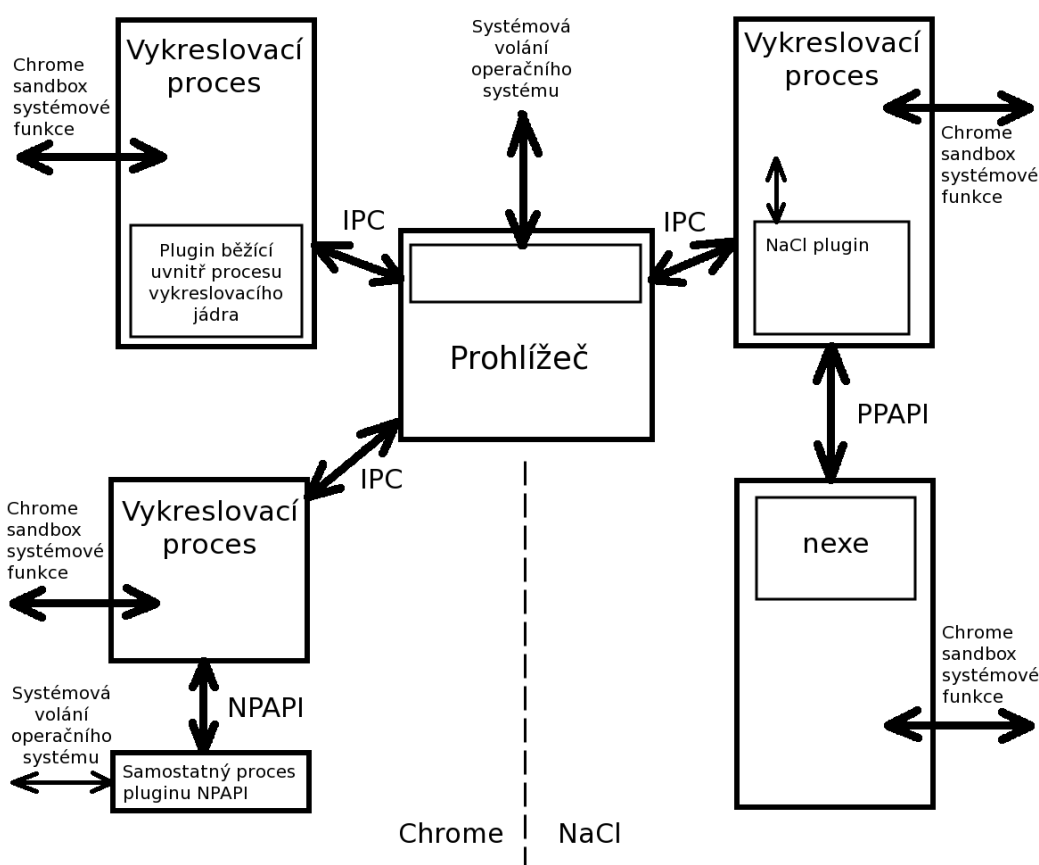 Vykreslovací
proces
Chrome
sandbox
systémové
funkce
Plugin běžící
uvnitř procesu
vykreslovacího
jádra
IPC
Systémová
volání
operačního
systému
Prohlížeč
IPC
Vykreslovací
proces
Chrome
sandbox
systémové
funkce
NaCl plugin
PPAPI
nexe
Chrome
sandbox
systémové
funkce
IPC
Vykreslovací
proces
Chrome
sandbox
systémové
funkce
NPAPI
Systémová
volání
operačního
systému
Samostatný proces
pluginu NPAPI
Chrome
NaCl